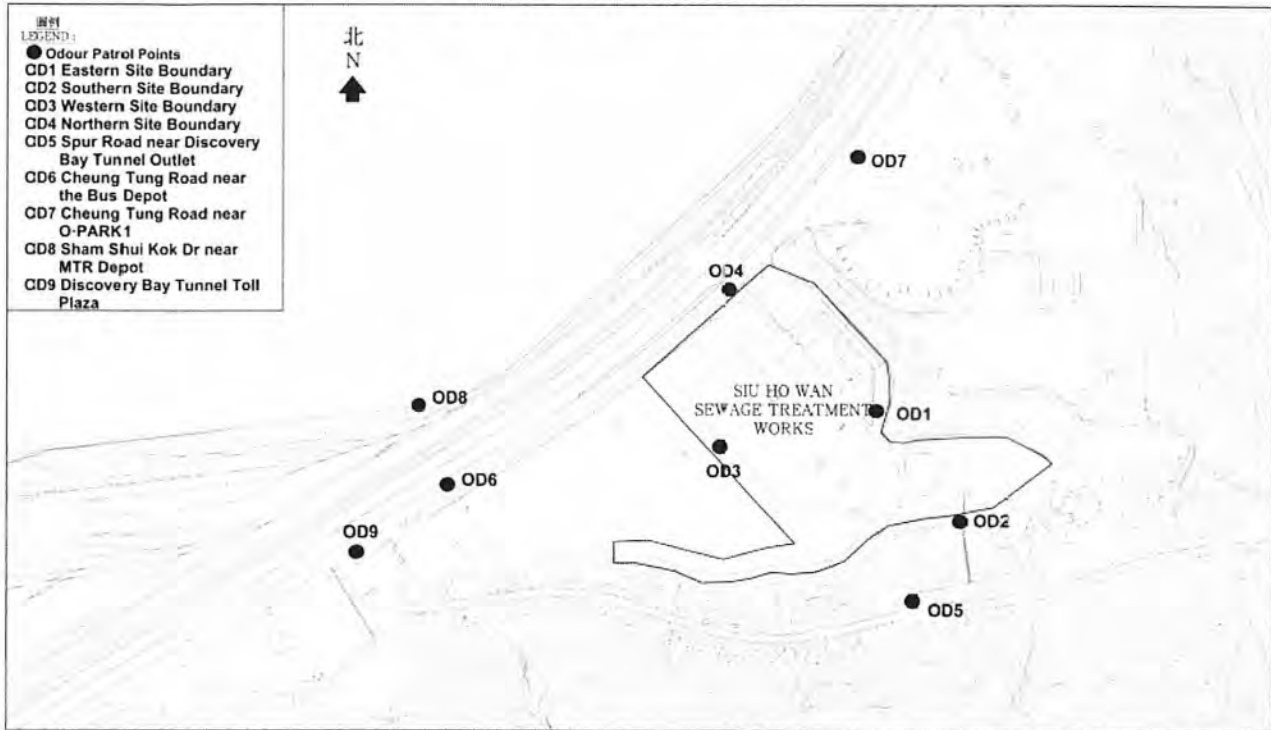 圖例
LEGEND:
Odour Patrol Points
OD1 Eastern Site Boundary
OD2 Southern Site Boundary
OD3 Western Site Boundary
OD4 Northern Site Boundary
OD5 Spur Road near Discovery
Bay Tunnel Outlet
OD6 Cheung Tung Road near
the Bus Depot
OD7 Cheung Tung Road near
O·PARK1
OD8 Sham Shui Kok Dr near
MTR Depot
OD9 Discovery Bay Tunnel Toll
Plaza
北
N
OD7
OD4
OD8
SIU HO WAN
SEWAGE TREATMENT
WORKS
OD1
OD3
OD6
OD2
OD9
OD5